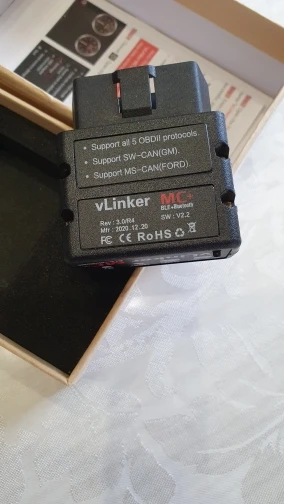 • Support all 5 OBDII protocols.
• Support SW-CAN(GM).
• Support MS-CAN(FORD).
vLinker MC+
BLE+Bluetooth
Rev : 3.0/R4 SW : V2.2
Mfr : 2020.12.20
FC CE RoHS